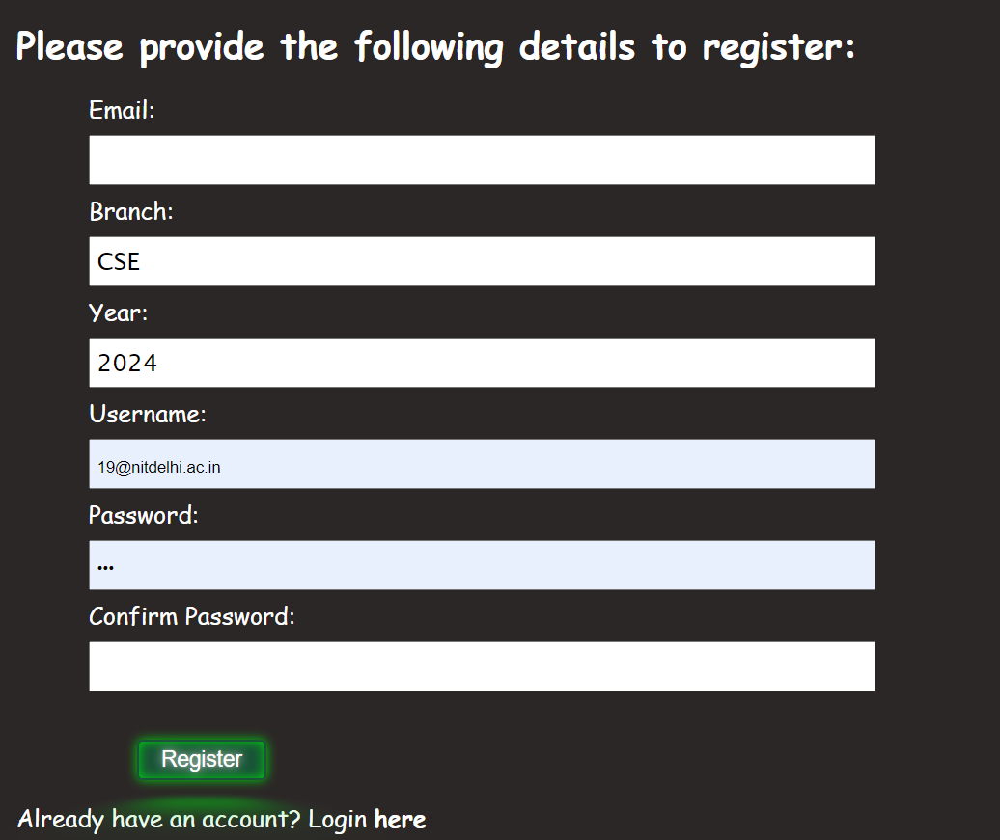 Please provide the following details to register:
Email:
Branch:
CSE
Year:
2024
Username:
19@nitdelhi.ac.in
Password:
•••
Confirm Password:
Register
Already have an account? Login here